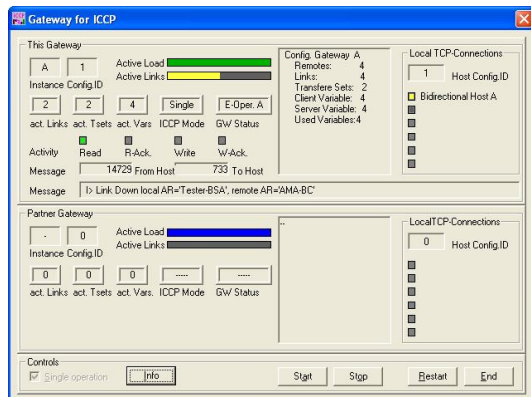 Gateway for ICCP
This Gateway
A 1
Instance Config.ID
Active Load
Active Links
2 2 4 Single E-Oper. A
act. Links act. Tsets act. Vars ICCP Mode GW Status
Activity Read R-Ack. Write W-Ack.
Message 14729 From Host 733 To Host
Message I> Link Down local AR='Tester-BSA', remote AR='AMA-BC'
Config. Gateway A
Remotes: 4
Links: 4
Transfere Sets: 2
Client Variable: 4
Server Variable: 4
Used Variables:4
Local TCP-Connections
1 Host Config.ID
Bidirectional Host A
Partner Gateway
- 0
Instance Config.ID
Active Load
Active Links
0 0 0 ----- -----
act. Links act. Tsets act. Vars. ICCP Mode GW Status
..
LocalTCP-Connections
0 Host Config.ID
Controls
Single operation
Info
Start
Stop
Restart
End